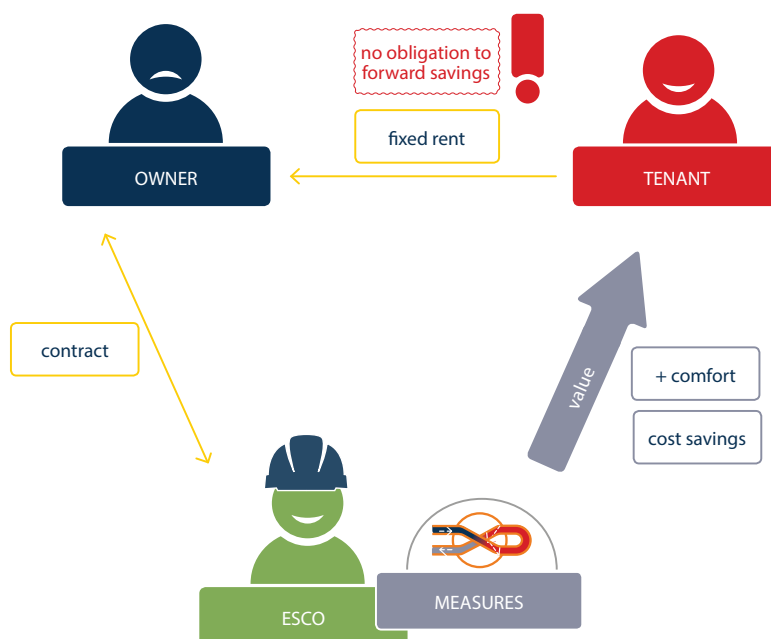 no obligation to
forward savings
fixed rent
OWNER
TENANT
contract
value
+ comfort
cost savings
ESCO
MEASURES